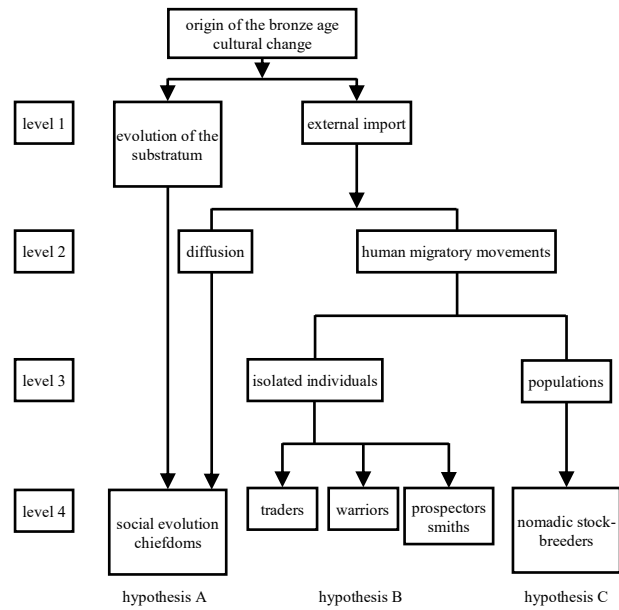 origin of the bronze age
cultural change
level 1
evolution of the
substratum
external import
level 2
diffusion
human migratory movements
level 3
isolated individuals
populations
level 4
social evolution
chiefdoms
traders
warriors
prospectors
smiths
nomadic stock-
breeders
hypothesis A
hypothesis B
hypothesis C